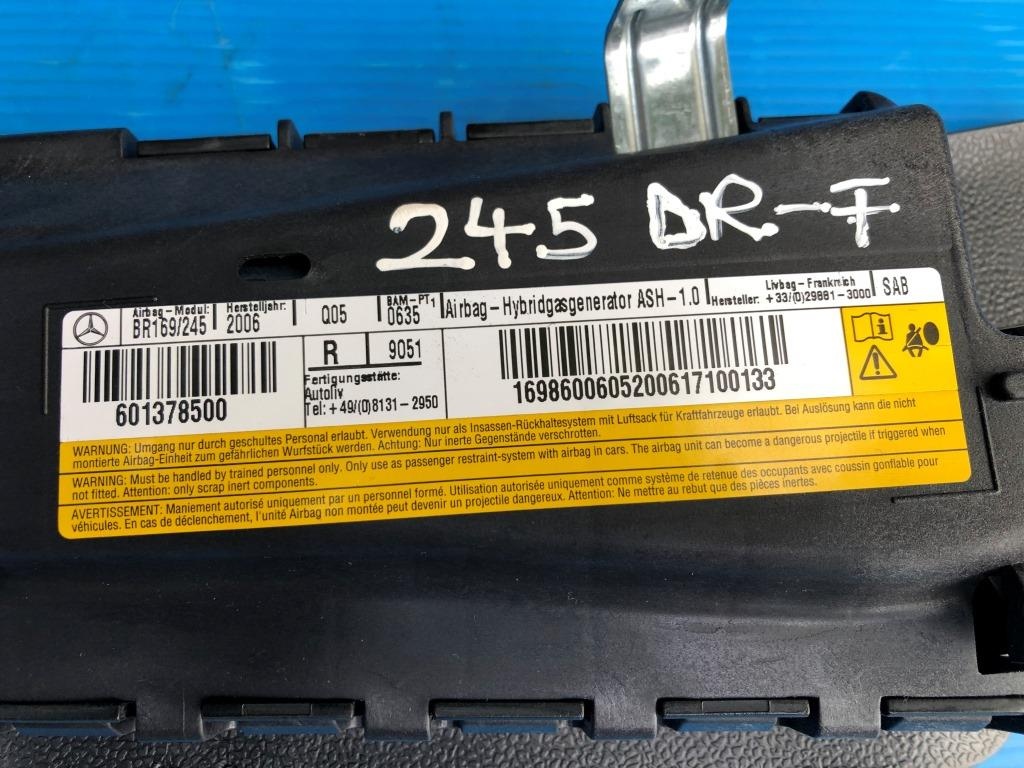 245 DR-F
Airbag-Modul:
BR169/245
Herstelljahr:
2006
Q05
BAM-PT1
0635
Airbag-Hybridgasgenerator ASH-1.0
Livbag-Frankreich
Hersteller: +33/(0)29881-3000
SAB
601378500
R
9051
Fertigungsstätte:
Autoliv
Tel: +49/(0)8131-2950
1698600605200617100133
WARNUNG: Umgang nur durch geschultes Personal erlaubt. Verwendung nur als Insassen-Rückhaltesystem mit Luftsack für Kraftfahrzeuge erlaubt. Bei Auslösung kann die nicht
montierte Airbag-Einheit zum gefährlichen Wurfstück werden. Achtung: Nur inerte Gegenstände verschrotten.
WARNING: Must be handled by trained personnel only. Only use as passenger restraint-system with airbag in cars. The airbag unit can become a dangerous projectile if triggered when
not fitted. Attention: only scrap inert components.
AVERTISSEMENT: Maniement autorisé uniquement par un personnel formé. Utilisation autorisée uniquement comme système de retenue des occupants avec coussin gonflable pour
véhicules. En cas de déclenchement, l'unité Airbag non montée peut devenir un projectile dangereux. Attention: Ne mettre au rebut que des pièces inertes.